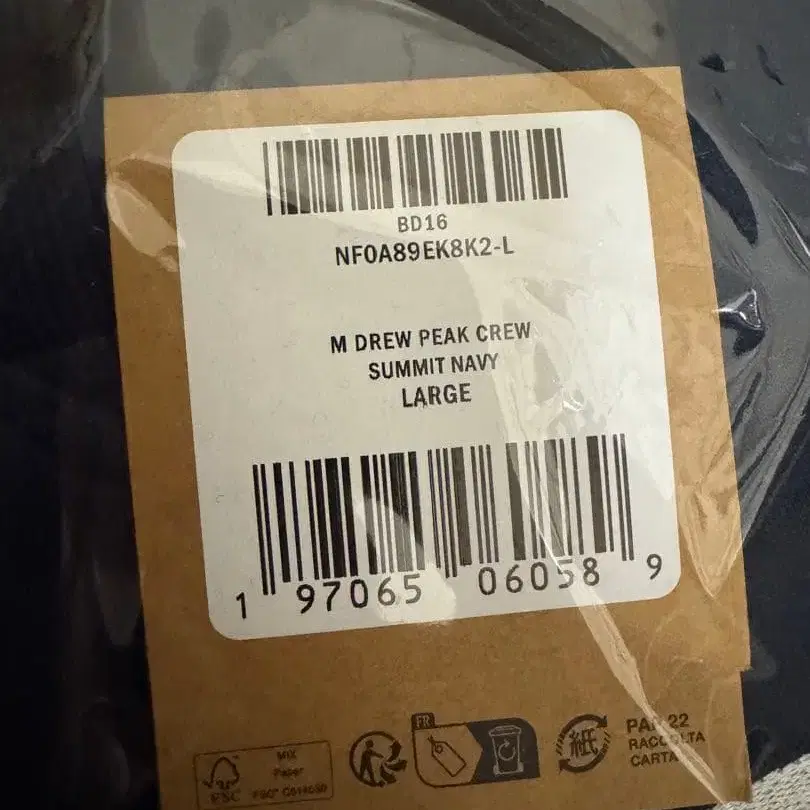 BD16
NF0A89EK8K2-L
M DREW PEAK CREW
SUMMIT NAVY
LARGE
1 97065 06058 9
FR
MIX
Paper
FSC
紙
PAP 22
RACCOLTA
CARTA